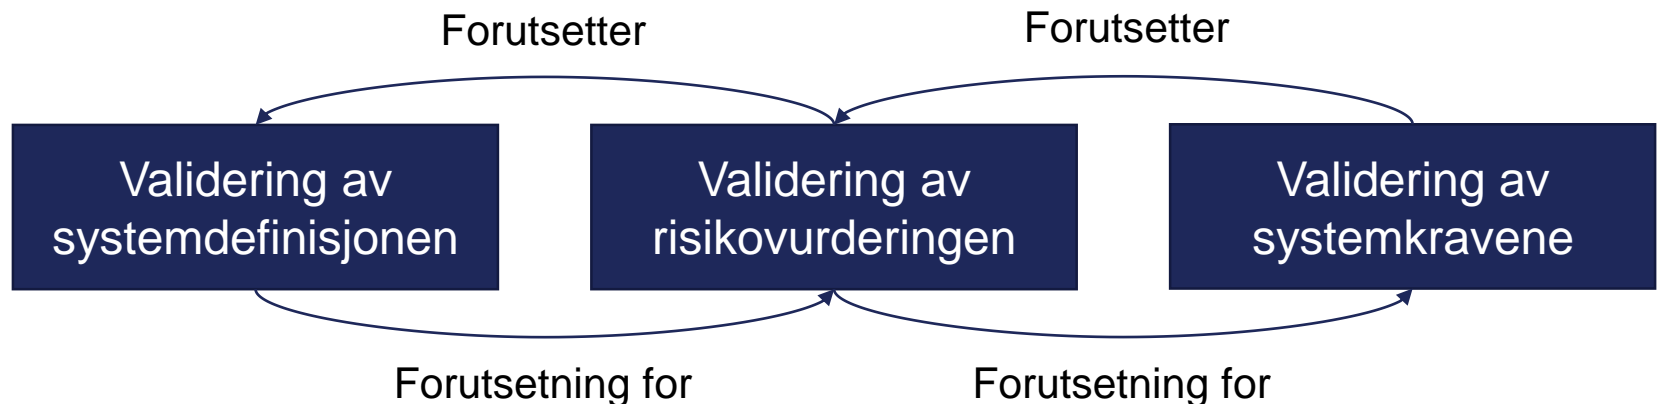 Forutsetter
Forutsetter
Validering av
systemdefinisjonen
Validering av
risikovurderingen
Validering av
systemkravene
Forutsetning for
Forutsetning for